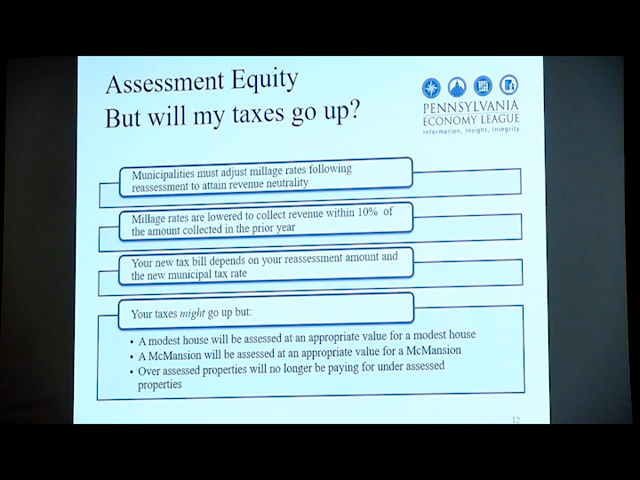 Assessment Equity
But will my taxes go up?
PENNSYLVANIA
ECONOMY LEAGUE
Information, Insight, Integrity.
Municipalities must adjust millage rates following
reassessment to attain revenue neutrality
Millage rates are lowered to collect revenue within 10% of
the amount collected in the prior year
Your new tax bill depends on your reassessment amount and
the new municipal tax rate
Your taxes might go up but:
• A modest house will be assessed at an appropriate value for a modest house
• A McMansion will be assessed at an appropriate value for a McMansion
• Over assessed properties will no longer be paying for under assessed
properties
12